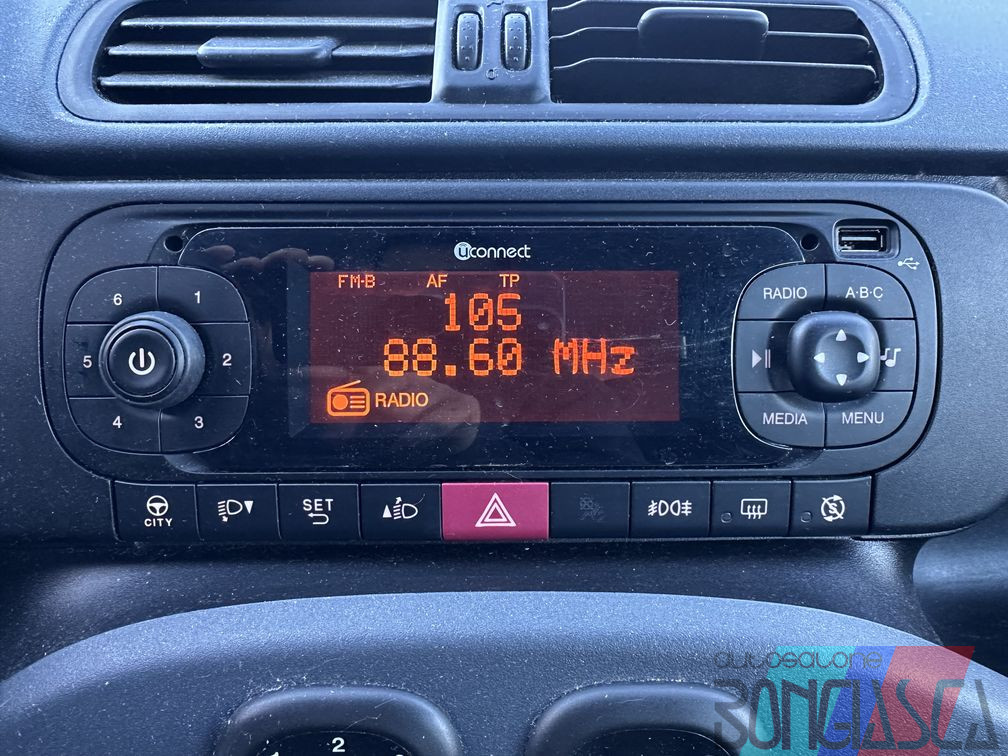 uconnect
FM-B AF TP
105
88.60 MHz
RADIO
6 1
5 2
4 3
RADIO A·B·C
MEDIA MENU
CITY
SET
2
1
autosalone
BONGIASCA